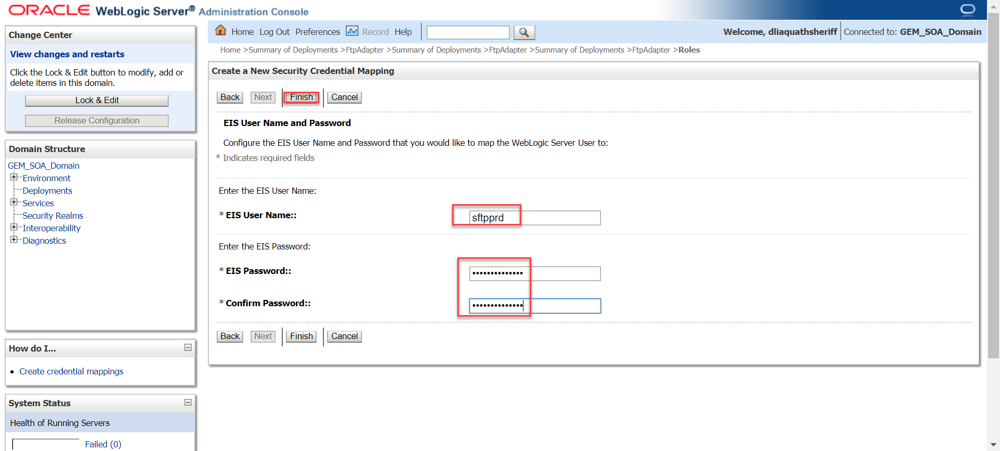 ORACLE WebLogic Server® Administration Console
Change Center
View changes and restarts
Click the Lock & Edit button to modify, add or
delete items in this domain.
Lock & Edit
Release Configuration
Domain Structure
GEM_SOA_Domain
Environment
Deployments
Services
Security Realms
Interoperability
Diagnostics
How do I...
Create credential mappings
System Status
Health of Running Servers
Failed (0)
Home Log Out Preferences Record Help
Welcome, dliaquathsheriff Connected to: GEM_SOA_Domain
Home >Summary of Deployments >FtpAdapter >Summary of Deployments >FtpAdapter >Summary of Deployments >FtpAdapter >Roles
Create a New Security Credential Mapping
Back Next Finish Cancel
EIS User Name and Password
Configure the EIS User Name and Password that you would like to map the WebLogic Server User to:
* Indicates required fields
Enter the EIS User Name:
* EIS User Name:: sftpprd
Enter the EIS Password:
* EIS Password:: ••••••••••••••
* Confirm Password:: ••••••••••••••
Back Next Finish Cancel